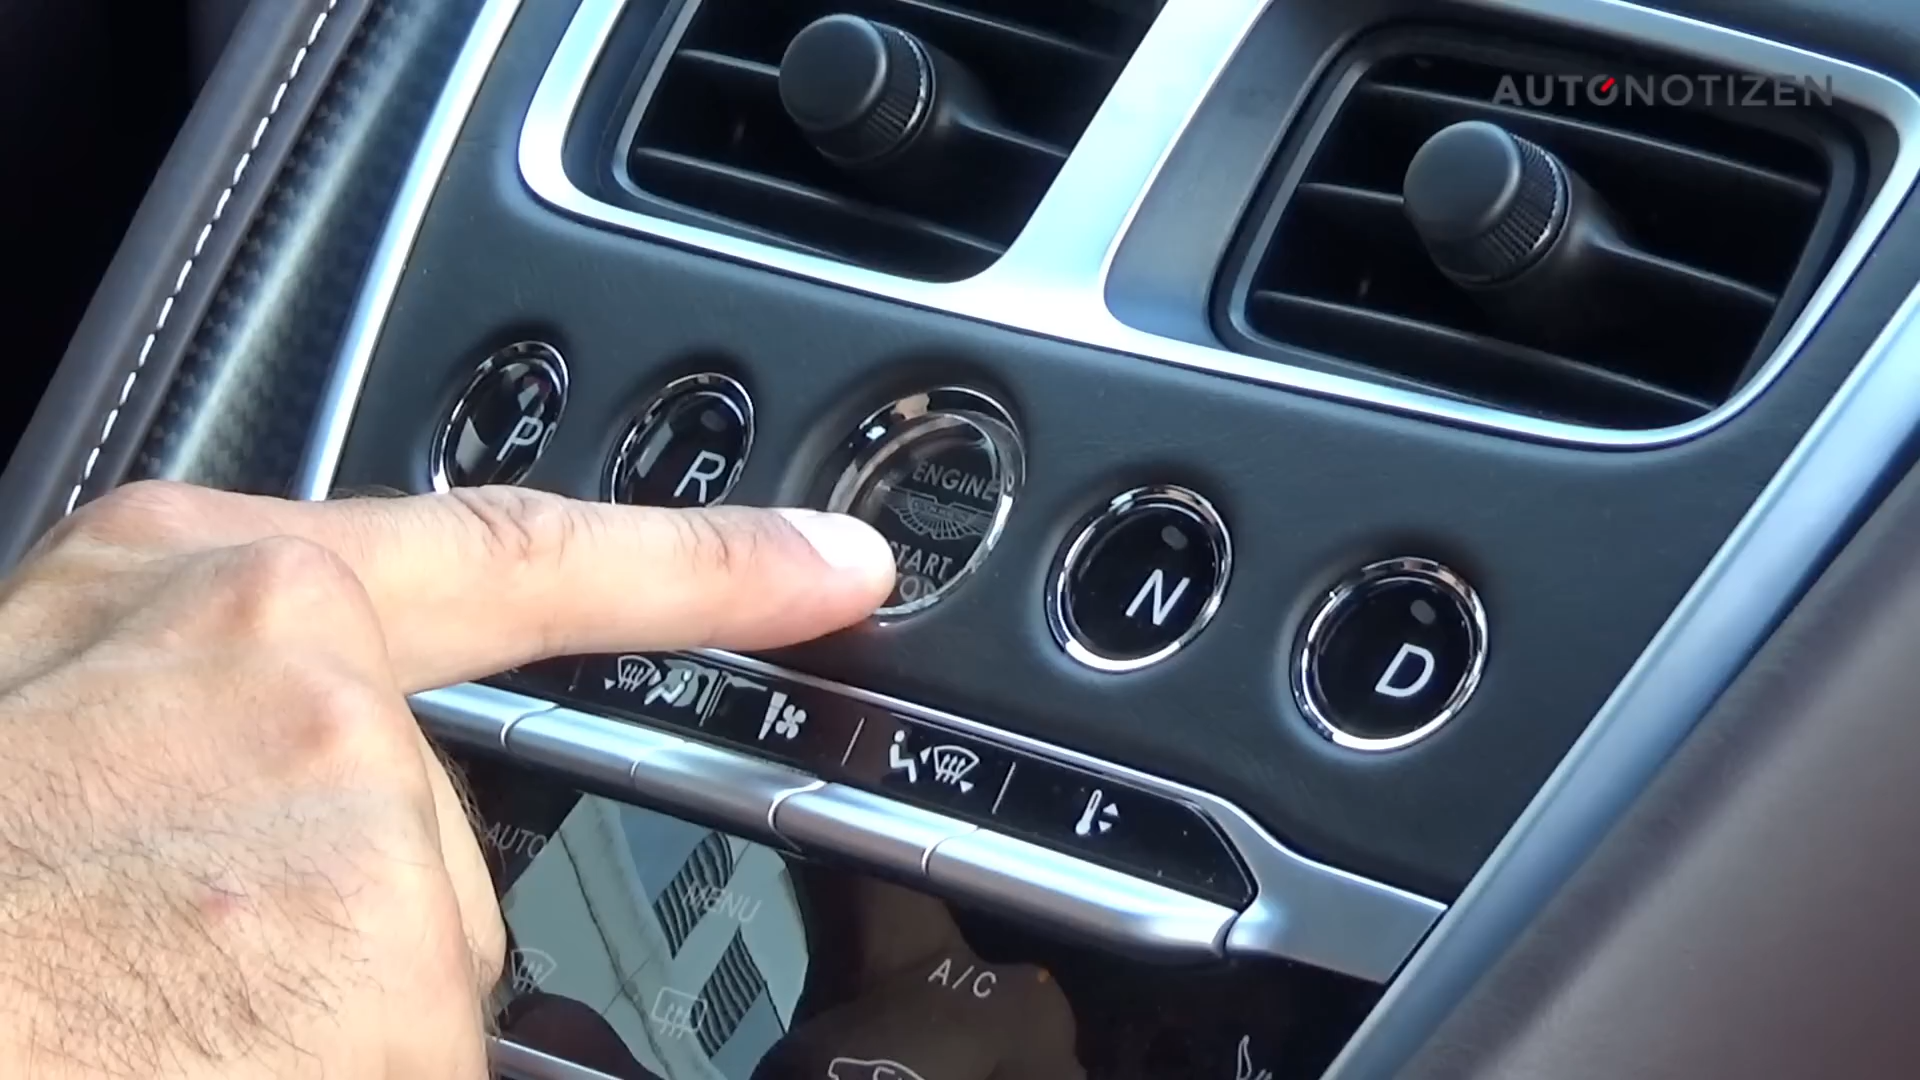 AUTONOTIZEN
P
R
ENGINE
START
N
D
AUTO
MENU
A/C